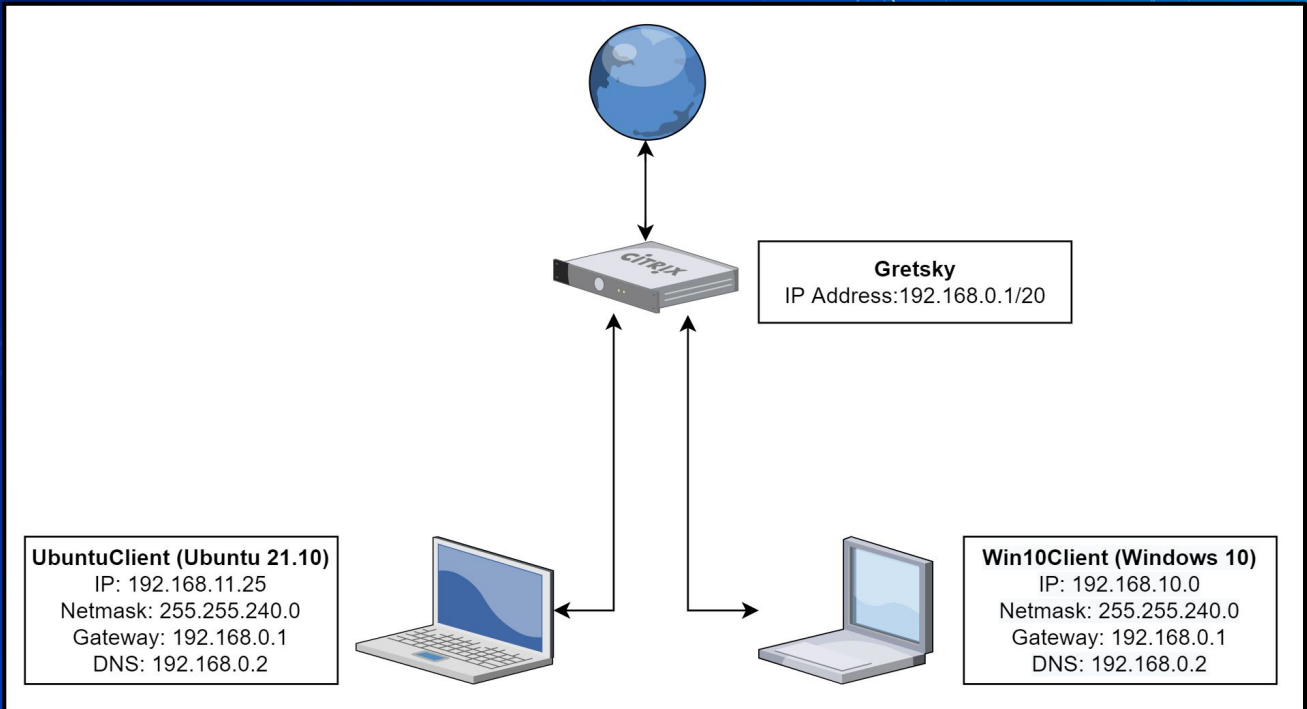 CITRIX
Gretsky
IP Address:192.168.0.1/20
UbuntuClient (Ubuntu 21.10)
IP: 192.168.11.25
Netmask: 255.255.240.0
Gateway: 192.168.0.1
DNS: 192.168.0.2
Win10Client (Windows 10)
IP: 192.168.10.0
Netmask: 255.255.240.0
Gateway: 192.168.0.1
DNS: 192.168.0.2